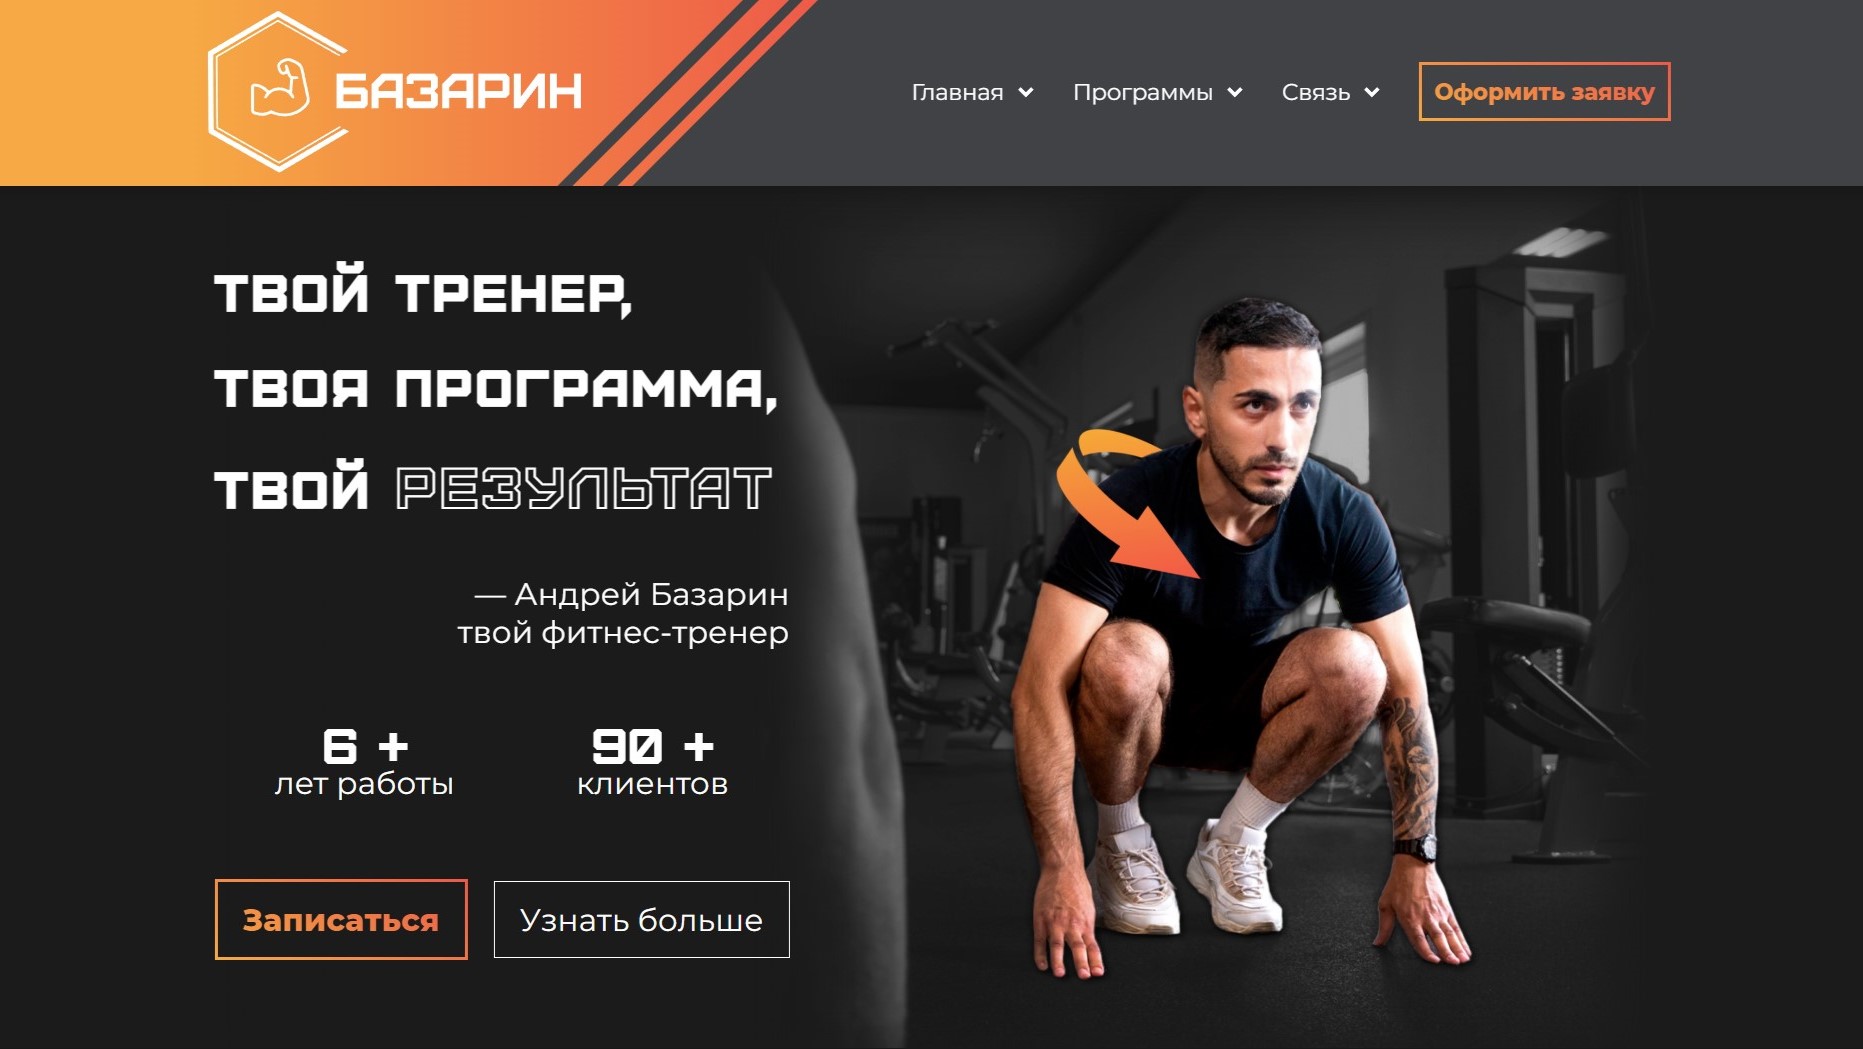 БАЗАРИН
Главная
Программы
Связь
Оформить заявку
ТВОЙ ТРЕНЕР,
ТВОЯ ПРОГРАММА,
ТВОЙ РЕЗУЛЬТАТ
— Андрей Базарин
твой фитнес-тренер
6 +
лет работы
90 +
клиентов
Записаться
Узнать больше